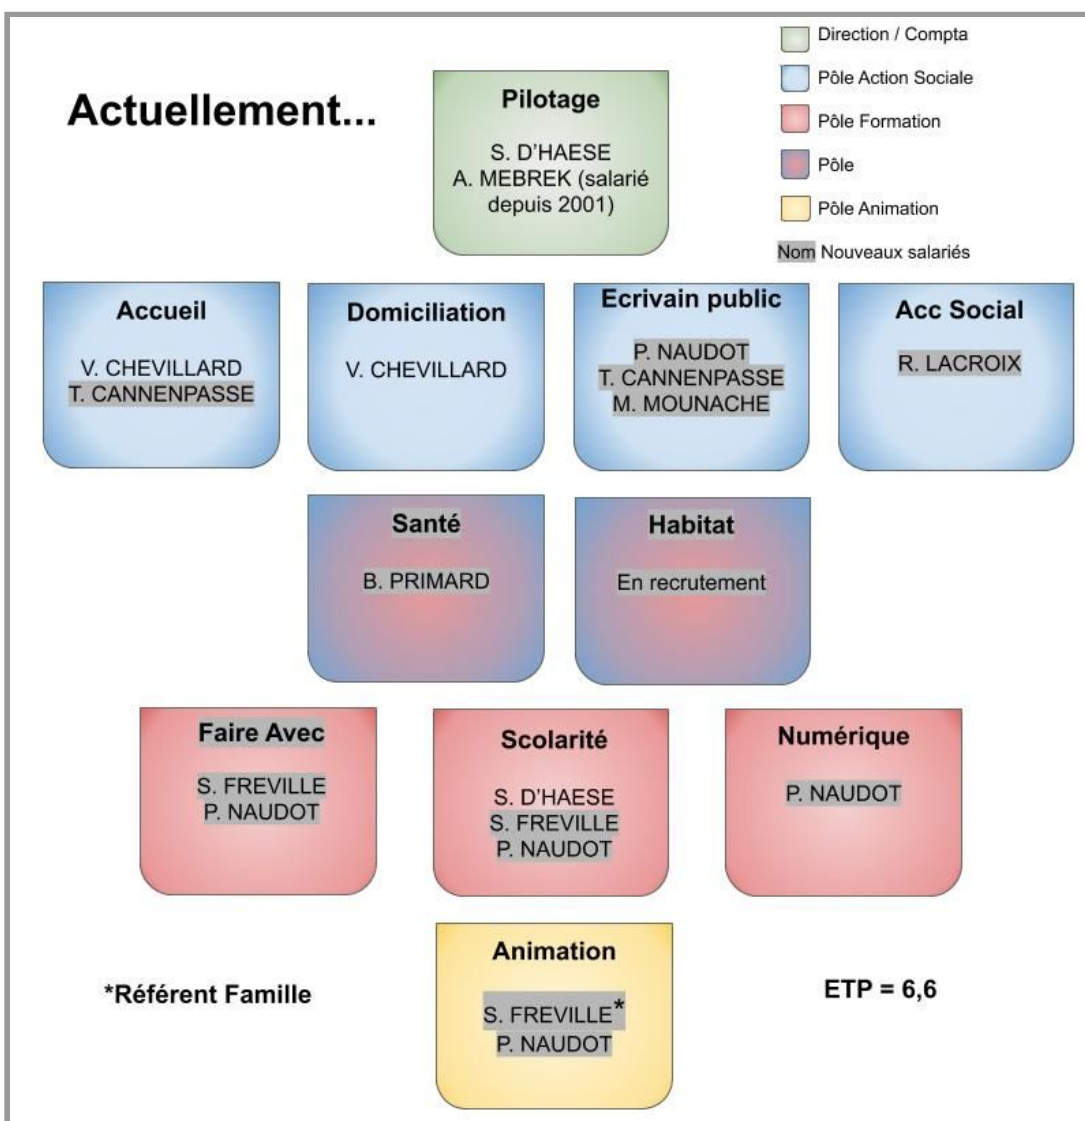 Actuellement...
Direction / Compta
Pôle Action Sociale
Pôle Formation
Pôle
Pôle Animation
Nom Nouveaux salariés
Pilotage
S. D'HAESE
A. MEBREK (salarié
depuis 2001)
Accueil
V. CHEVILLARD
T. CANNENPASSE
Domiciliation
V. CHEVILLARD
Ecrivain public
P. NAUDOT
T. CANNENPASSE
M. MOUNACHE
Acc Social
R. LACROIX
Santé
B. PRIMARD
Habitat
En recrutement
Faire Avec
S. FREVILLE
P. NAUDOT
Scolarité
S. D'HAESE
S. FREVILLE
P. NAUDOT
Numérique
P. NAUDOT
Animation
S. FREVILLE*
P. NAUDOT
*Référent Famille
ETP = 6,6